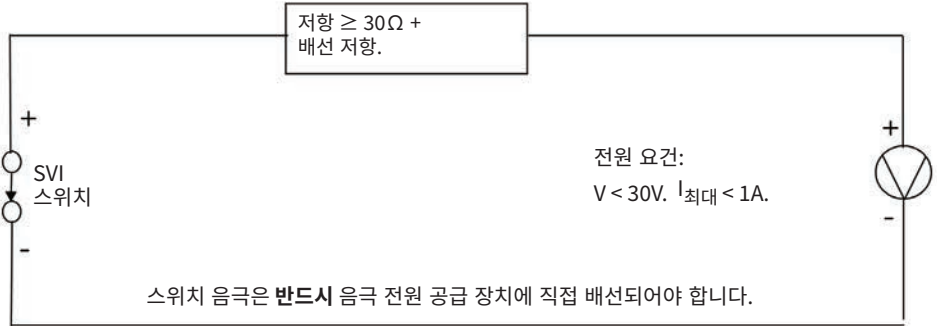 저항 ≥ 30Ω +
배선 저항.
+
SVI
스위치
-
전원 요건:
V < 30V. I최대 < 1A.
+
-
스위치 음극은 반드시 음극 전원 공급 장치에 직접 배선되어야 합니다.